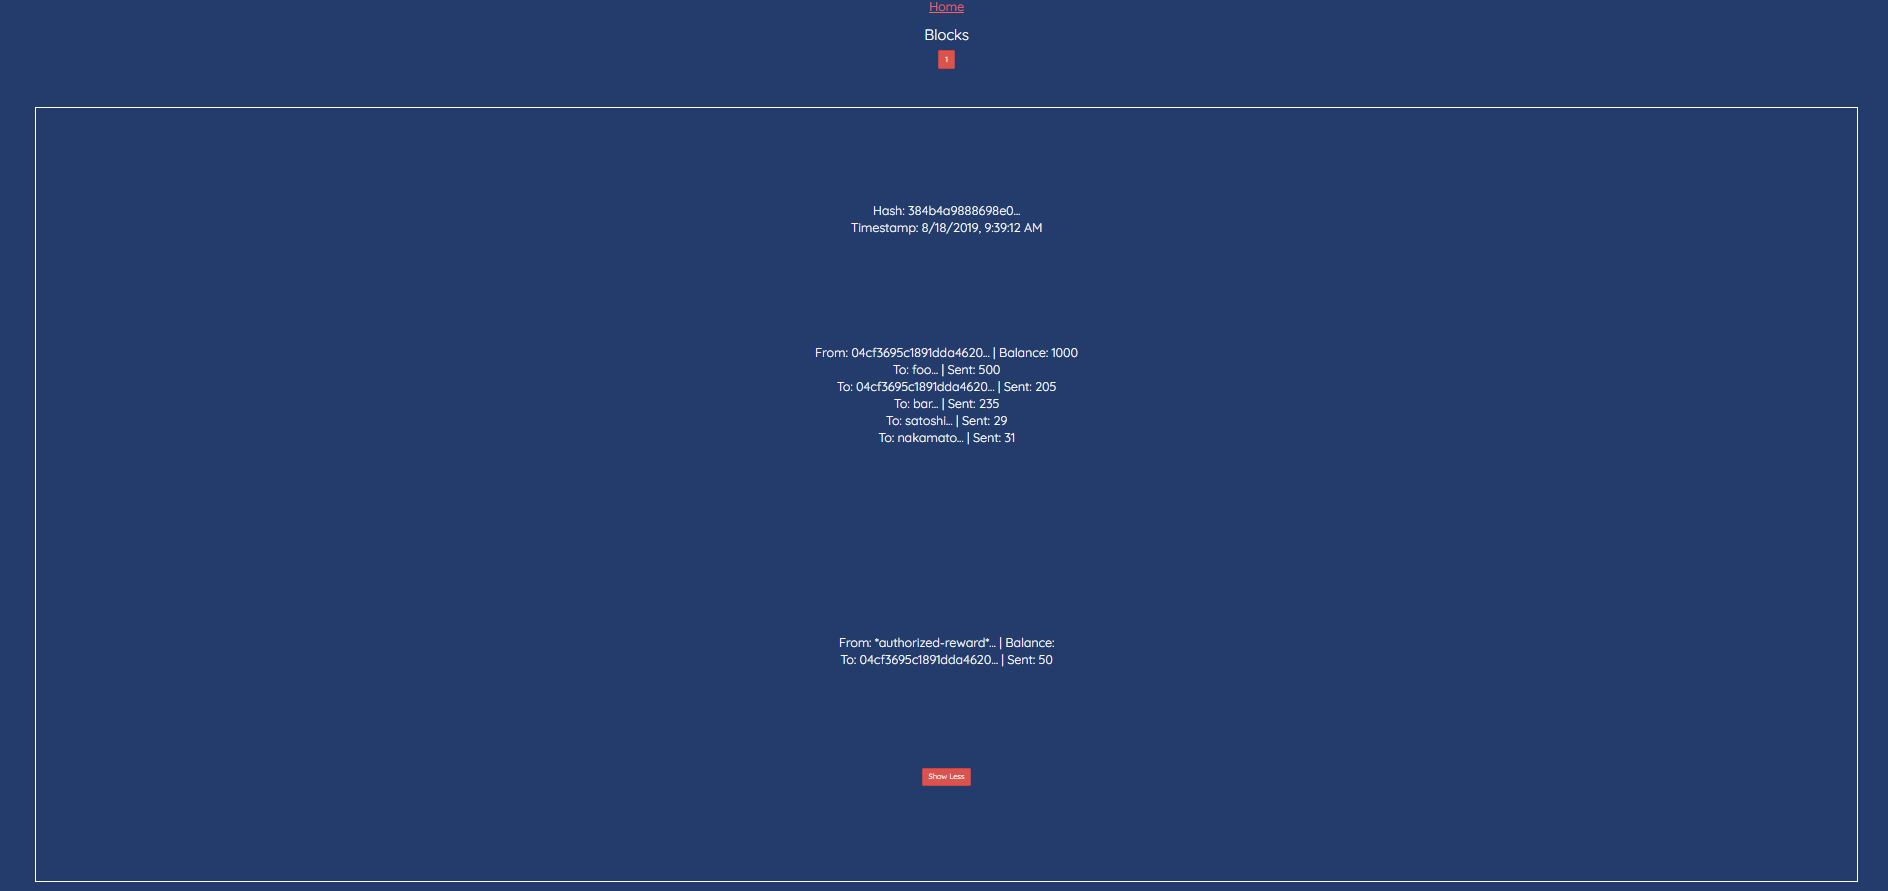 Home
Blocks
1
Hash: 384b4a9888698e0...
Timestamp: 8/18/2019, 9:39:12 AM
From: 04cf3695c1891dda4620... | Balance: 1000
To: foo... | Sent: 500
To: 04cf3695c1891dda4620... | Sent: 205
To: bar... | Sent: 235
To: satoshi... | Sent: 29
To: nakamato... | Sent: 31
From: *authorized-reward*... | Balance:
To: 04cf3695c1891dda4620... | Sent: 50
Show Less